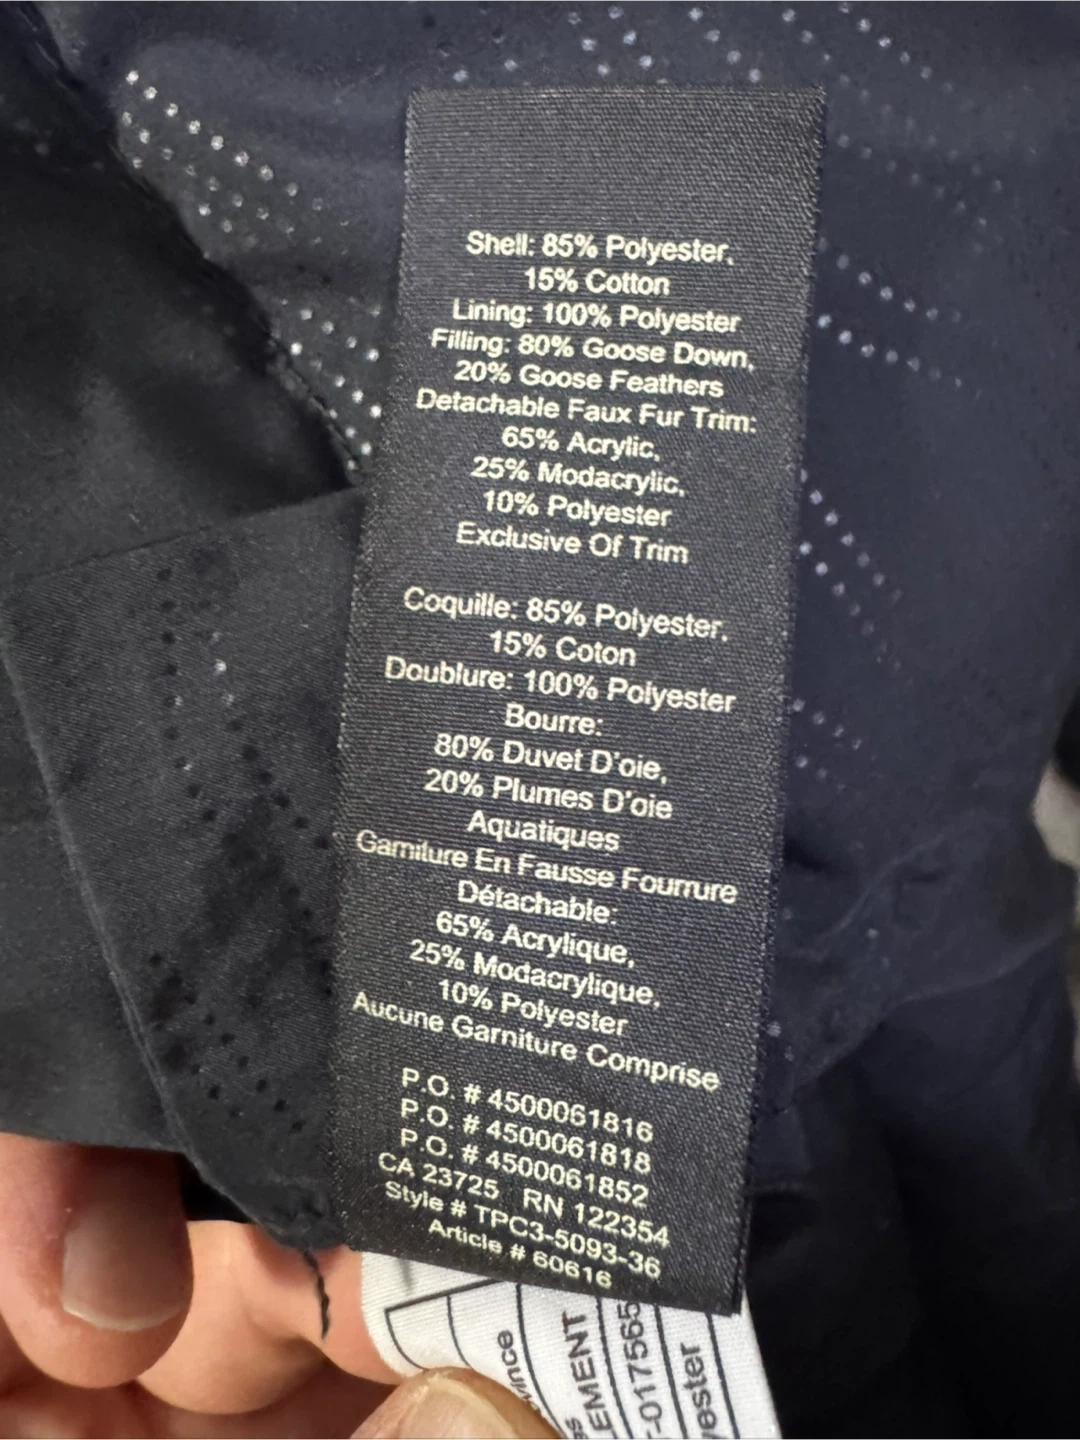 Shell: 85% Polyester,
15% Cotton
Lining: 100% Polyester
Filling: 80% Goose Down,
20% Goose Feathers
Detachable Faux Fur Trim:
65% Acrylic,
25% Modacrylic,
10% Polyester
Exclusive Of Trim
Coquille: 85% Polyester,
15% Coton
Doublure: 100% Polyester
Bourre:
80% Duvet D'oie,
20% Plumes D'oie
Aquatiques
Garniture En Fausse Fourrure
Détachable:
65% Acrylique,
25% Modacrylique,
10% Polyester
Aucune Garniture Comprise
P.O. # 4500061816
P.O. # 4500061818
P.O. # 4500061852
CA 23725 RN 122354
Style # TPC3-5093-36
Article # 60616